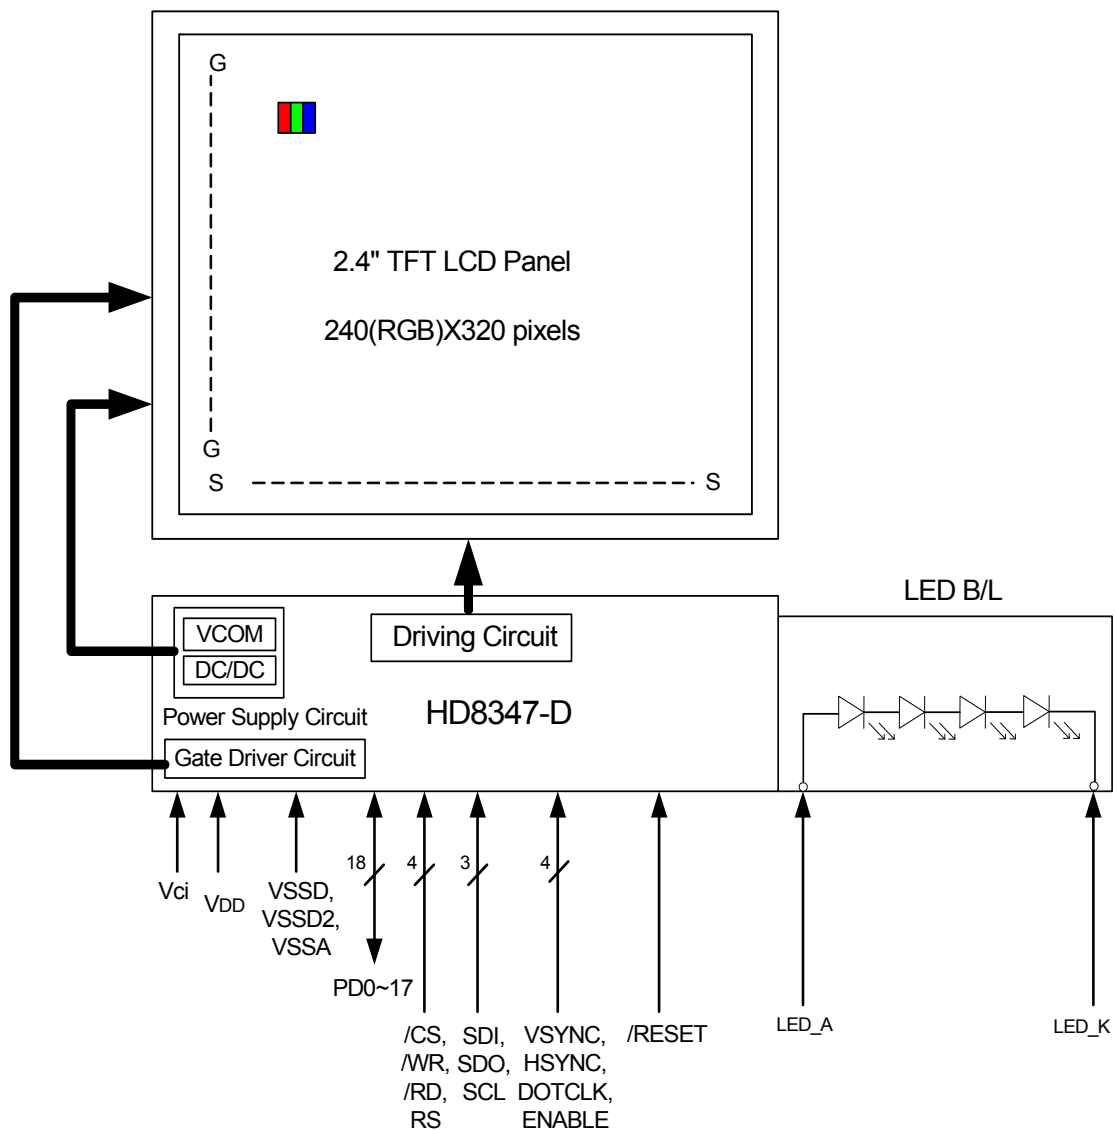 G
2.4" TFT LCD Panel
240(RGB)X320 pixels
G
S
S
LED B/L
VCOM
DC/DC
Power Supply Circuit
Driving Circuit
HD8347-D
Gate Driver Circuit
18
4
3
4
Vci
VDD
VSSD,
VSSD2,
VSSA
PD0~17
/CS,
/WR,
/RD,
RS
SDI,
SDO,
SCL
VSYNC,
HSYNC,
DOTCLK,
ENABLE
/RESET
LED_A
LED_K